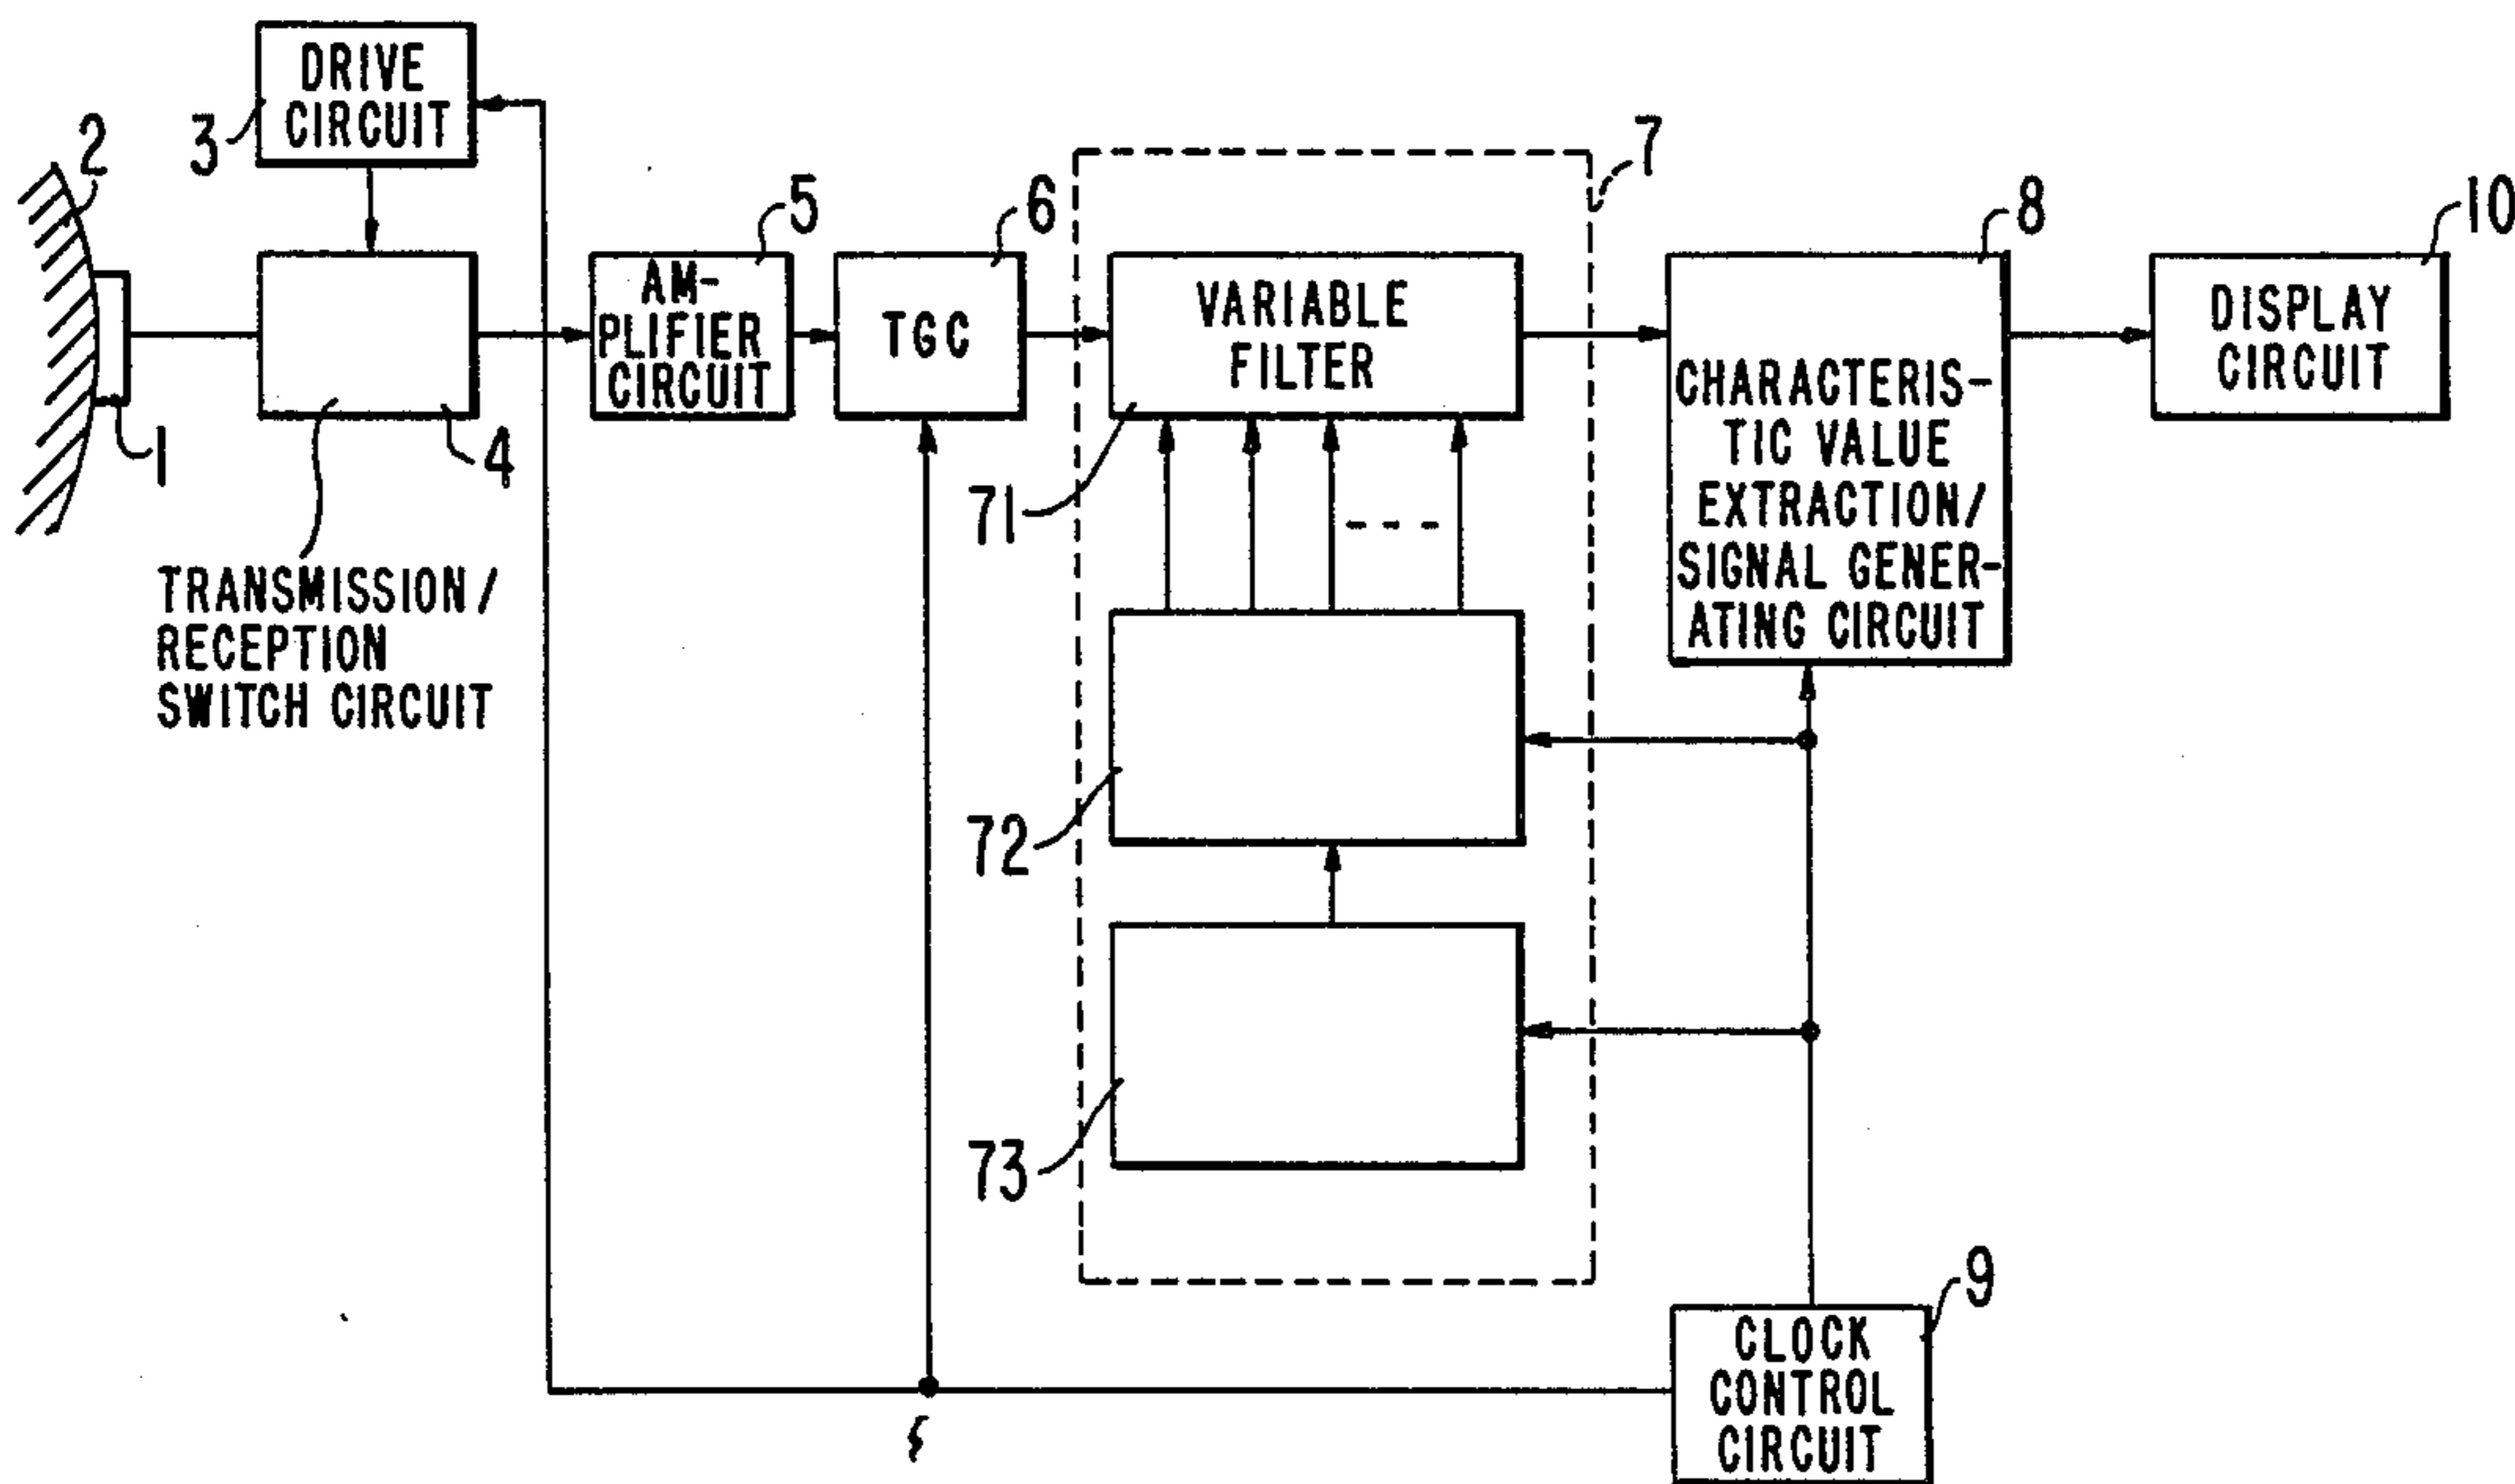 DRIVE
CIRCUIT
3
2
1
4
TRANSMISSION/
RECEPTION
SWITCH CIRCUIT
5
AM-
PLIFIER
CIRCUIT
6
TGC
7
VARIABLE
FILTER
71
72
73
8
CHARACTERIS-
TIC VALUE
EXTRACTION/
SIGNAL GENER-
ATING CIRCUIT
10
DISPLAY
CIRCUIT
9
CLOCK
CONTROL
CIRCUIT